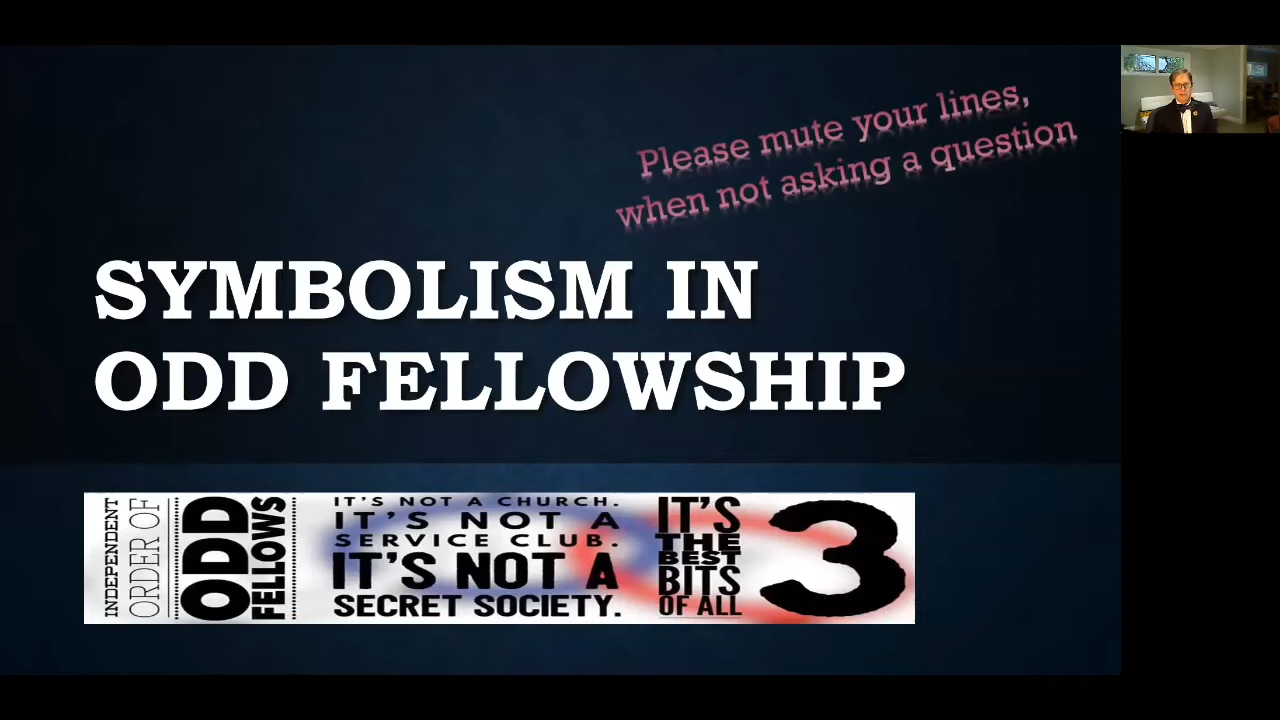 Please mute your lines,
when not asking a question
SYMBOLISM IN
ODD FELLOWSHIP
INDEPENDENT
ORDER OF
ODD
FELLOWS
IT'S NOT A CHURCH.
IT'S NOT A
SERVICE CLUB.
IT'S NOT A
SECRET SOCIETY.
IT'S
THE
BEST
BITS
OF ALL
3